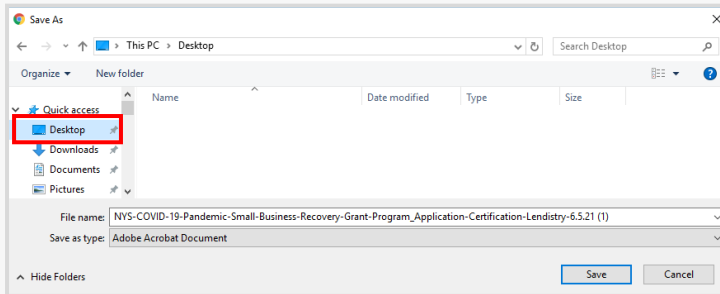 Save As
This PC > Desktop
Search Desktop
Organize
New folder
?
Name
Date modified
Type
Size
Quick access
Desktop
Downloads
Documents
Pictures
File name: NYS-COVID-19-Pandemic-Small-Business-Recovery-Grant-Program_Application-Certification-Lendistry-6.5.21 (1)
Save as type: Adobe Acrobat Document
Hide Folders
Save
Cancel